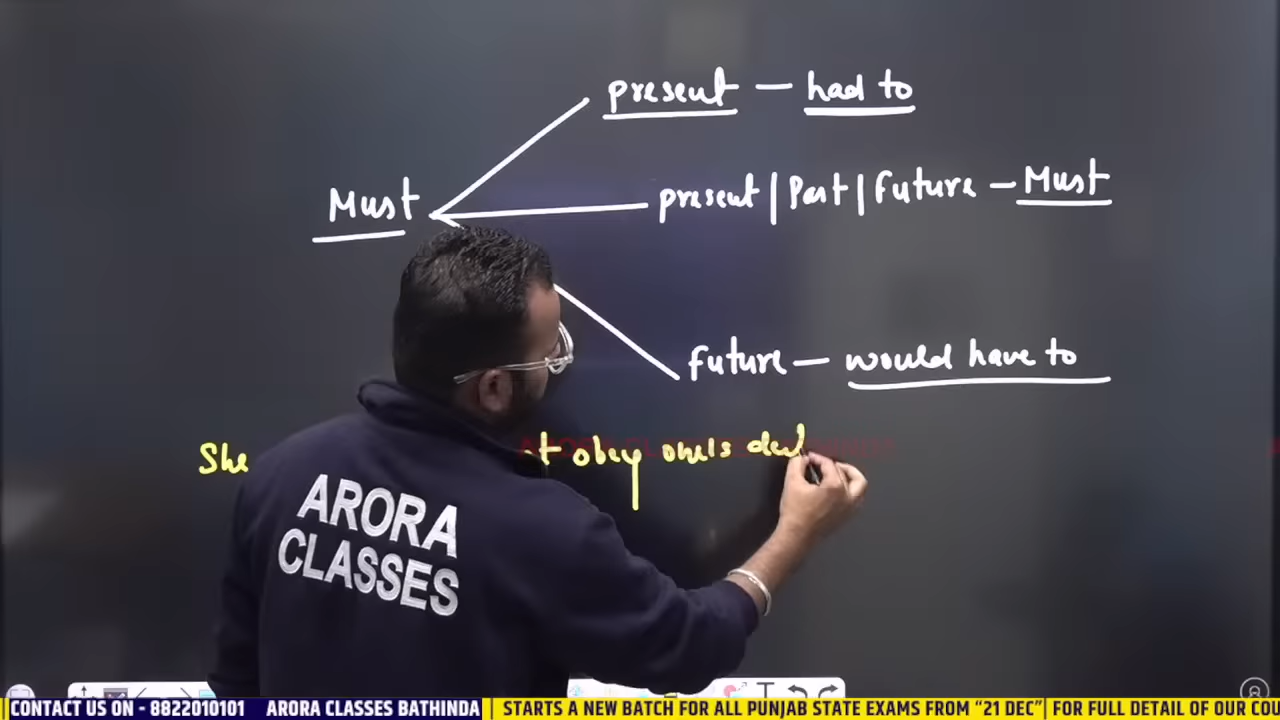 present — had to
Must
present | Past | future — Must
future — would have to
She t obey one's
ARORA
CLASSES
CONTACT US ON - 8822010101 ARORA CLASSES BATHINDA STARTS A NEW BATCH FOR ALL PUNJAB STATE EXAMS FROM “21 DEC” FOR FULL DETAIL OF OUR COU